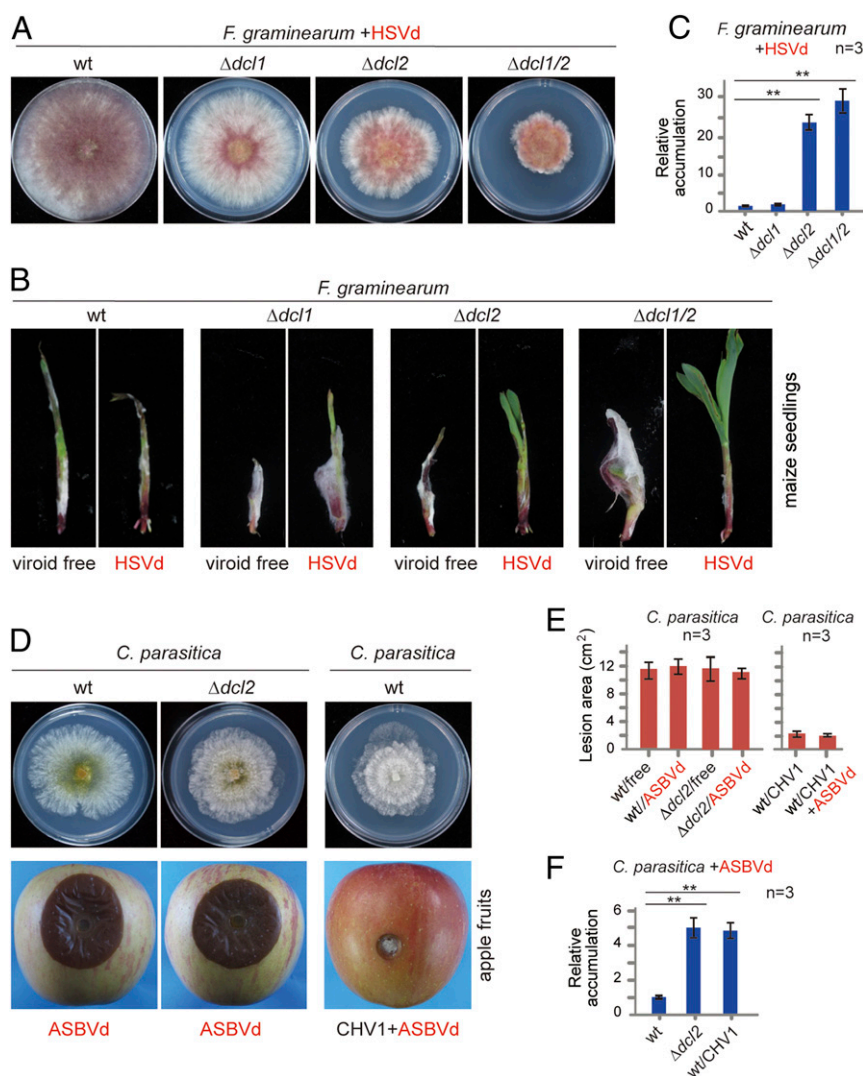 A
F. graminearum +HSVd
wt Δdcl1 Δdcl2 Δdcl1/2
C
F. graminearum
+HSVd n=3
**
**
Relative
accumulation
30
20
10
0
wt
Δdcl1
Δdcl2
Δdcl1/2
B
F. graminearum
wt Δdcl1 Δdcl2 Δdcl1/2
maize seedlings
viroid free HSVd viroid free HSVd viroid free HSVd viroid free HSVd
D
C. parasitica C. parasitica
wt Δdcl2 wt
apple fruits
ASBVd ASBVd CHV1+ASBVd
E
C. parasitica
n=3
C. parasitica
n=3
Lesion area (cm2)
12
8
4
0
wt/free
wt//ASBVd
Δdcl2/free
Δdcl2/ASBVd
wt/CHV1
wt/CHV1
+ASBVd
F
C. parasitica +ASBVd
n=3
**
**
Relative
accumulation
6
4
2
0
wt
Δdcl2
wt/CHV1